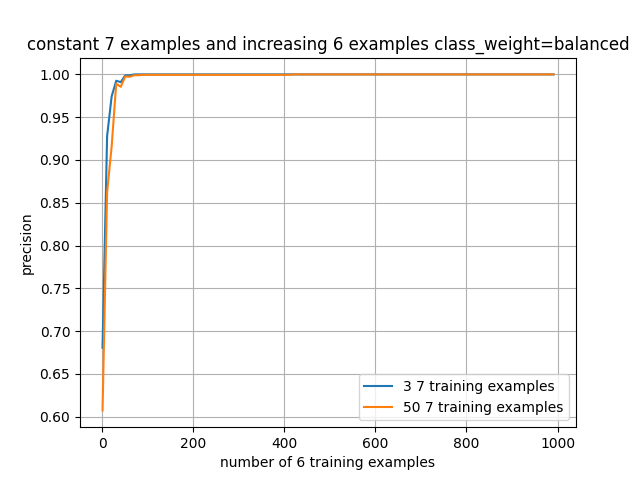 constant 7 examples and increasing 6 examples class_weight=balanced
1.00
0.95
0.90
0.85
0.80
0.75
0.70
0.65
0.60
precision
3 7 training examples
50 7 training examples
0 200 400 600 800 1000
number of 6 training examples